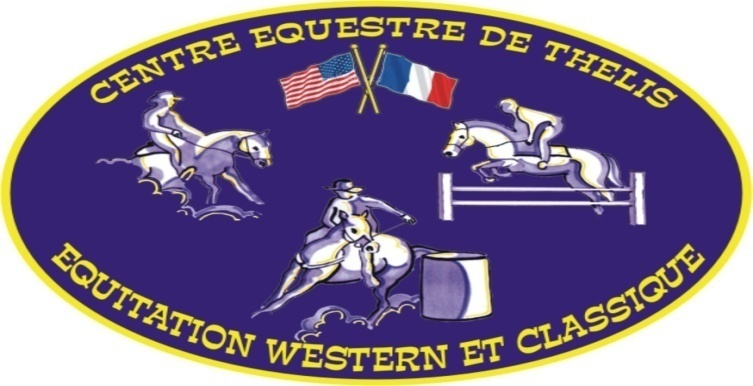 CENTRE EQUESTRE DE THELIS
EQUITATION WESTERN ET CLASSIQUE